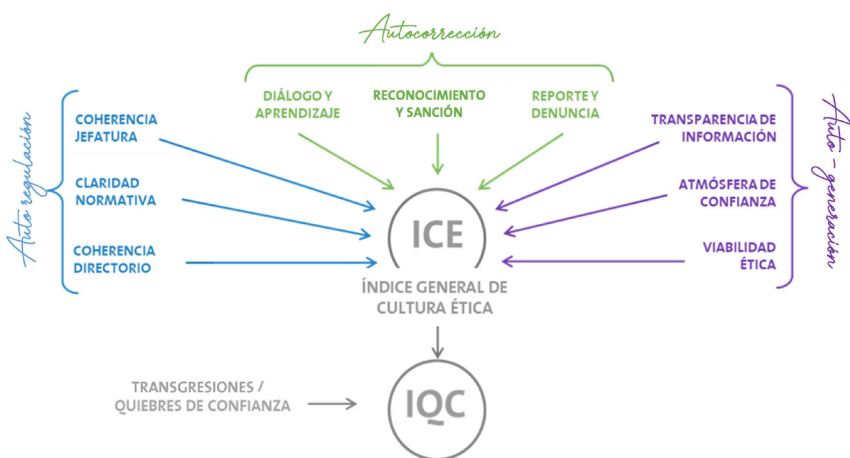 Autocorrección
DIÁLOGO Y
APRENDIZAJE
RECONOCIMIENTO
Y SANCIÓN
REPORTE Y
DENUNCIA
Auto regulación
COHERENCIA
JEFATURA
CLARIDAD
NORMATIVA
COHERENCIA
DIRECTORIO
TRANSPARENCIA DE
INFORMACIÓN
ATMÓSFERA DE
CONFIANZA
VIABILIDAD
ÉTICA
Auto - generación
ICE
ÍNDICE GENERAL DE
CULTURA ÉTICA
TRANSGRESIONES /
QUIEBRES DE CONFIANZA
IQC